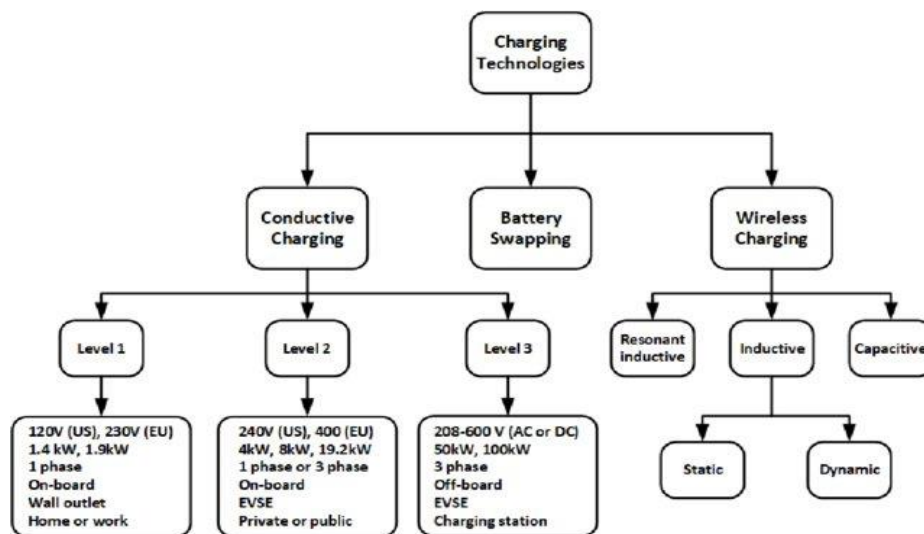 Charging
Technologies
Conductive
Charging
Battery
Swapping
Wireless
Charging
Level 1
Level 2
Level 3
Resonant
inductive
Inductive
Capacitive
120V (US), 230V (EU)
1.4 kW, 1.9kW
1 phase
On-board
Wall outlet
Home or work
240V (US), 400 (EU)
4kW, 8kW, 19.2kW
1 phase or 3 phase
On-board
EVSE
Private or public
208-600 V (AC or DC)
50kW, 100kW
3 phase
Off-board
EVSE
Charging station
Static
Dynamic